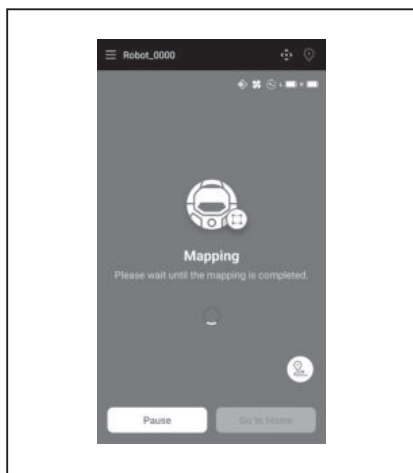 Robot_0000
Mapping
Please wait until the mapping is completed.
Pause
Go to Home